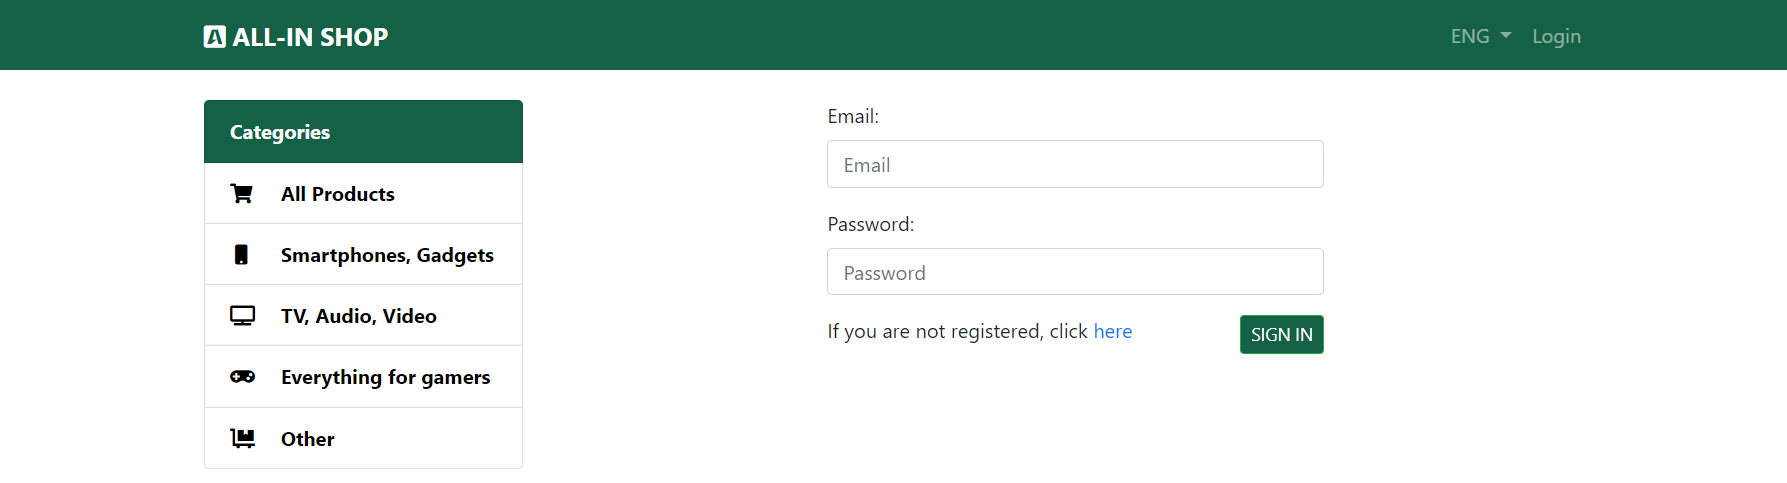 ALL-IN SHOP
ENG
Login
Categories
All Products
Smartphones, Gadgets
TV, Audio, Video
Everything for gamers
Other
Email:
Email
Password:
Password
If you are not registered, click here
SIGN IN